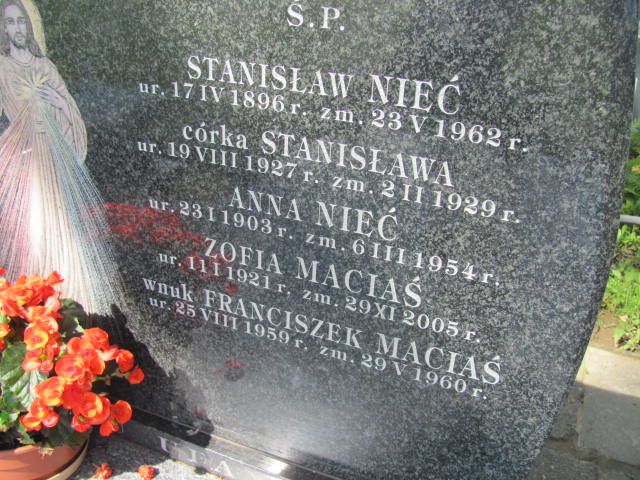 Ś.P.
STANISŁAW NIEĆ
ur. 17 IV 1896 r. zm. 23 V 1962 r.
córka STANISŁAWA
ur. 19 VIII 1927 r. zm. 2 II 1929 r.
ANNA NIEĆ
ur. 23 I 1903 r. zm. 6 III 1954 r.
ZOFIA MACIAŚ
ur. 11 I 1921 r. zm. 29 XI 2005 r.
wnuk FRANCISZEK MACIAŚ
ur. 25 VIII 1959 r. zm. 29 V 1960 r.